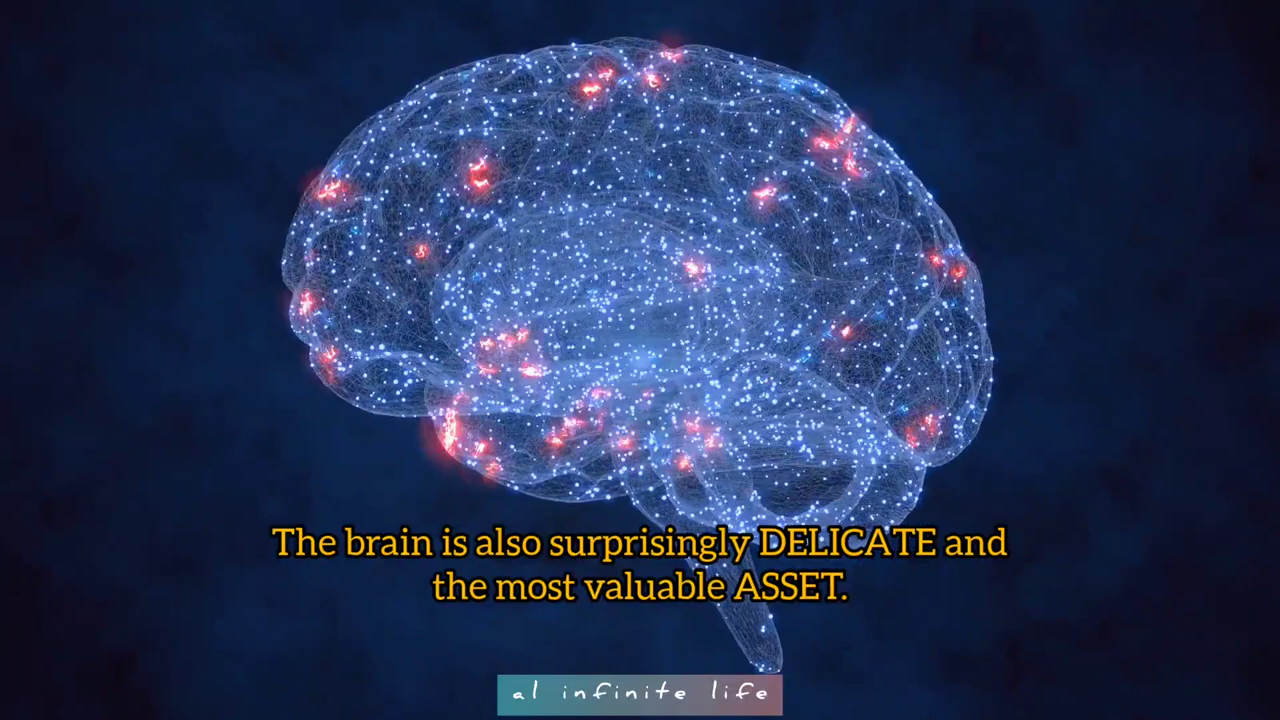 The brain is also surprisingly DELICATE and
the most valuable ASSET.
al infinite life